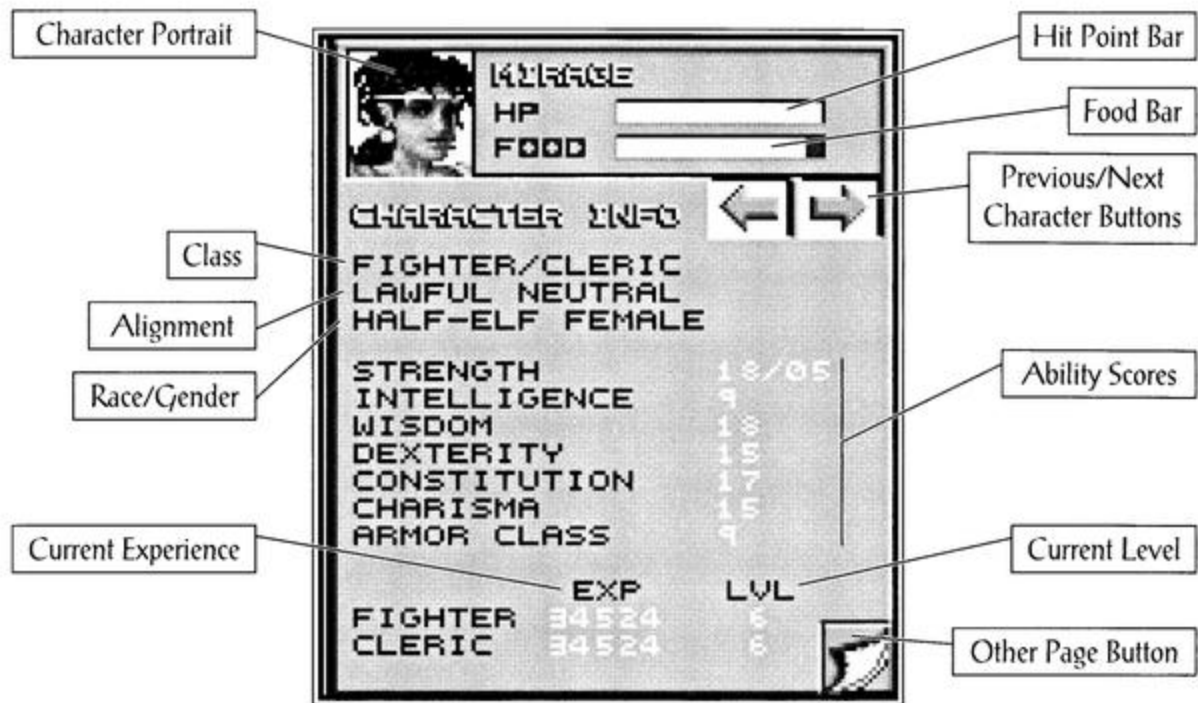 Character Portrait
Hit Point Bar
MIRAGE
HP
Food Bar
FOOD
Previous/Next
Character Buttons
CHARACTER INFO
Class
FIGHTER/CLERIC
LAWFUL NEUTRAL
Alignment
HALF-ELF FEMALE
Race/Gender
STRENGTH 18/05
Ability Scores
INTELLIGENCE 9
WISDOM 18
DEXTERITY 15
CONSTITUTION 17
CHARISMA 15
ARMOR CLASS 9
Current Experience
Current Level
EXP LVL
FIGHTER 34524 6
CLERIC 34524 6
Other Page Button